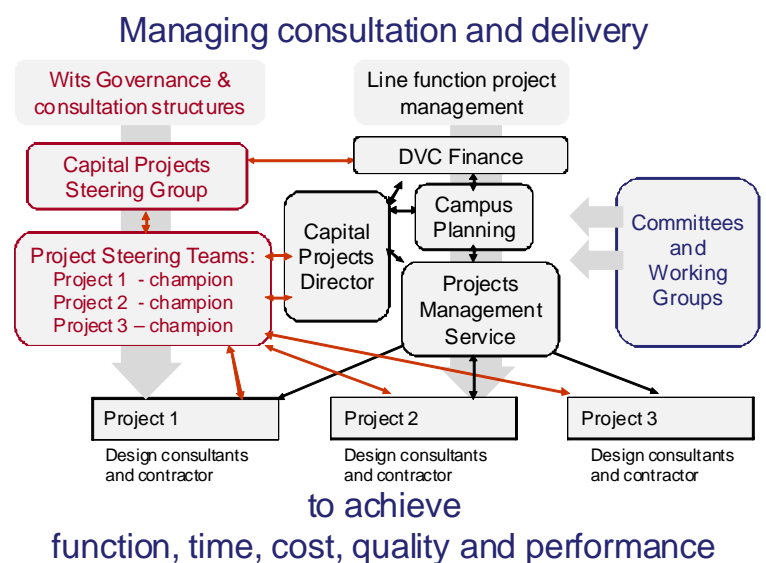 Managing consultation and delivery
Wits Governance &
consultation structures
Line function project
management
Capital Projects
Steering Group
DVC Finance
Campus
Planning
Capital
Projects
Director
Committees
and
Working
Groups
Project Steering Teams:
Project 1 - champion
Project 2 - champion
Project 3 – champion
Projects
Management
Service
Project 1
Project 2
Project 3
Design consultants
and contractor
Design consultants
and contractor
Design consultants
and contractor
to achieve
function, time, cost, quality and performance